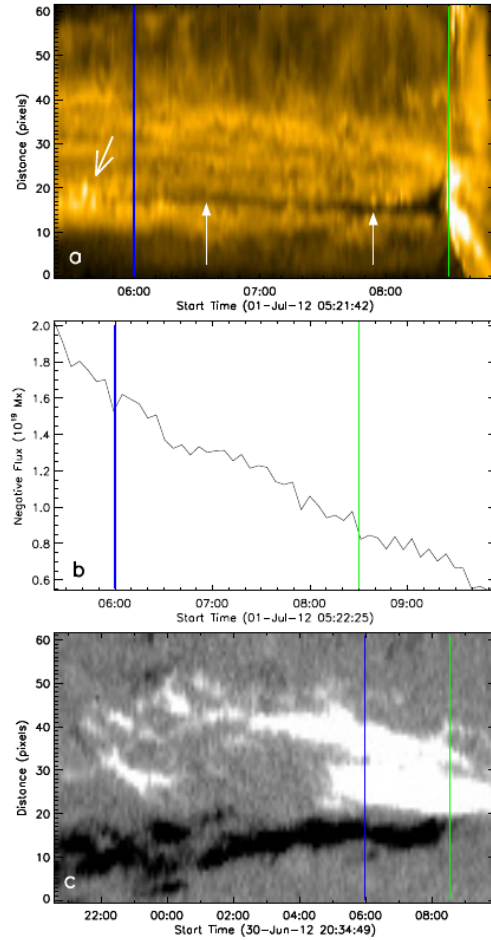 60
50
40
30
20
10
0
Distance (pixels)
a
06:00 07:00 08:00
Start Time (01-Jul-12 05:21:42)
2.0
1.8
1.6
1.4
1.2
1.0
0.8
0.6
Negative Flux (10^19 Mx)
b
06:00 07:00 08:00 09:00
Start Time (01-Jul-12 05:22:25)
60
50
40
30
20
10
0
Distance (pixels)
c
22:00 00:00 02:00 04:00 06:00 08:00
Start Time (30-Jun-12 20:34:49)